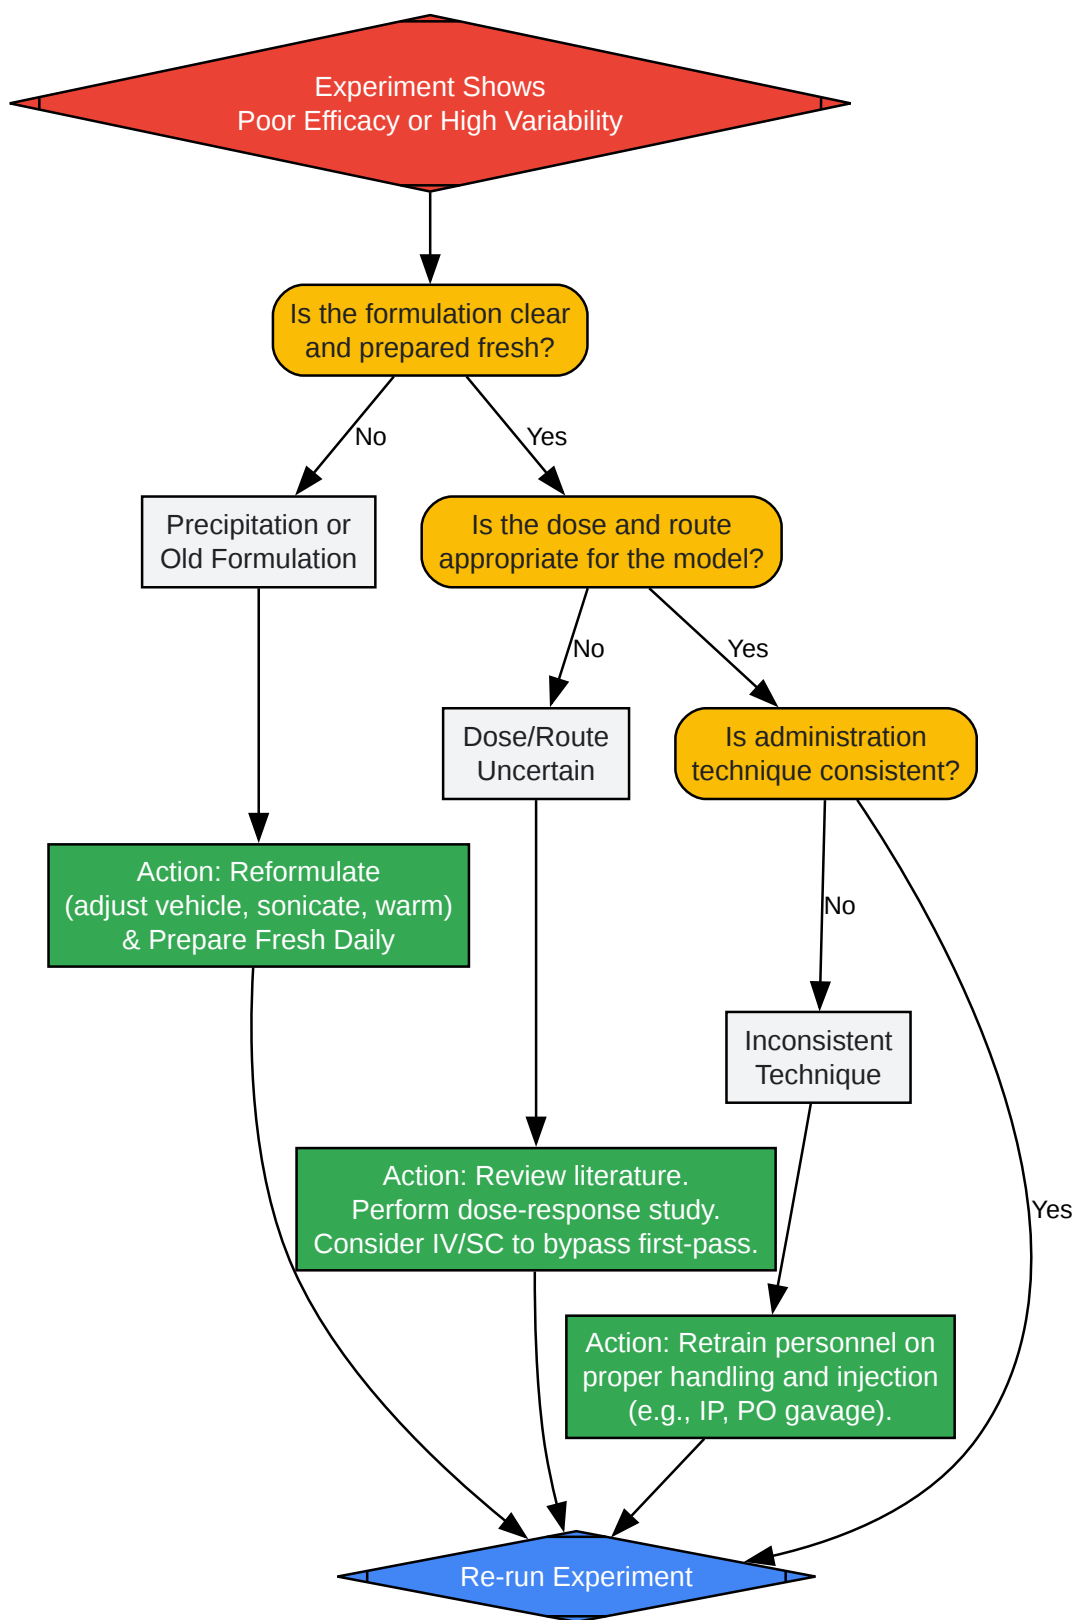 Experiment Shows
Poor Efficacy or High Variability
Is the formulation clear
and prepared fresh?
No
Yes
Precipitation or
Old Formulation
Is the dose and route
appropriate for the model?
No
Yes
Dose/Route
Uncertain
Is administration
technique consistent?
Action: Reformulate
(adjust vehicle, sonicate, warm)
& Prepare Fresh Daily
No
Inconsistent
Technique
Action: Review literature.
Perform dose-response study.
Consider IV/SC to bypass first-pass.
Yes
Action: Retrain personnel on
proper handling and injection
(e.g., IP, PO gavage).
Re-run Experiment